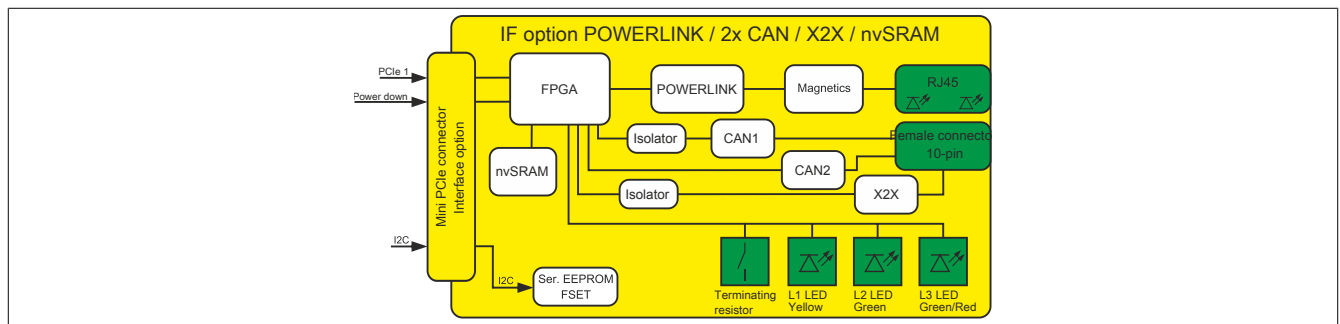 IF option POWERLINK / 2x CAN / X2X / nvSRAM
PCIe 1
Power down
I2C
Mini PCIe connector
Interface option
FPGA
POWERLINK
Magnetics
RJ45
Isolator
CAN1
Female connecto
10-pin
nvSRAM
CAN2
Isolator
X2X
I2C
Ser. EEPROM
FSET
Terminating
resistor
L1 LED
Yellow
L2 LED
Green
L3 LED
Green/Red